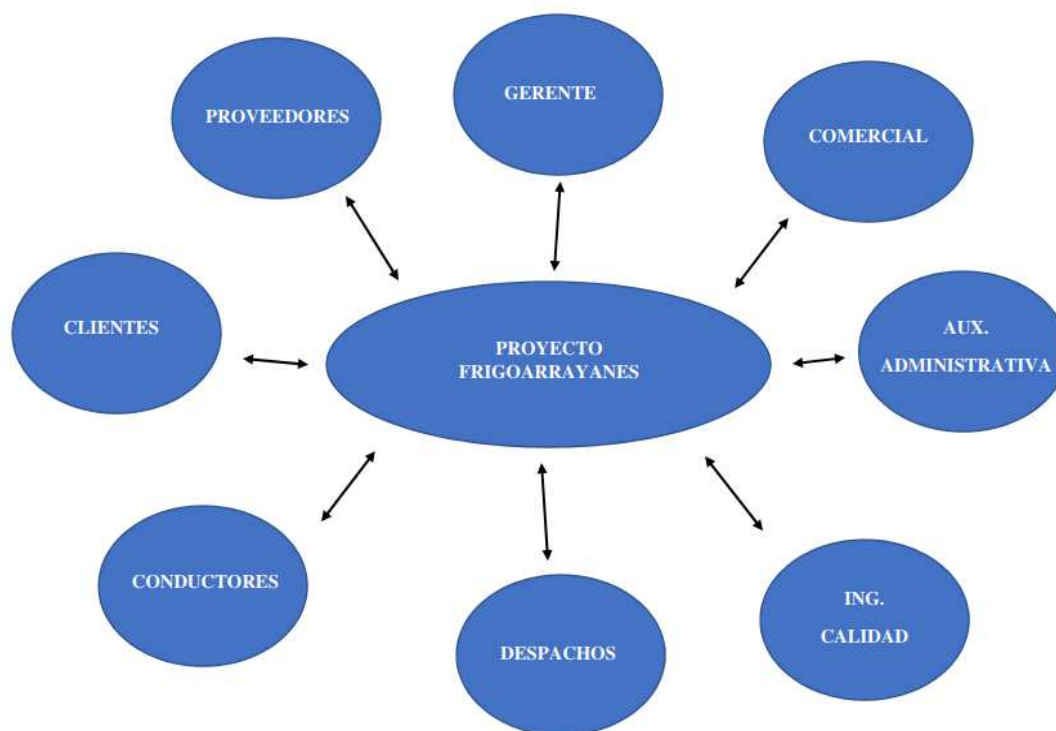 PROVEEDORES
GERENTE
COMERCIAL
CLIENTES
PROYECTO
FRIGOARRAYANES
AUX.
ADMINISTRATIVA
CONDUCTORES
DESPACHOS
ING.
CALIDAD